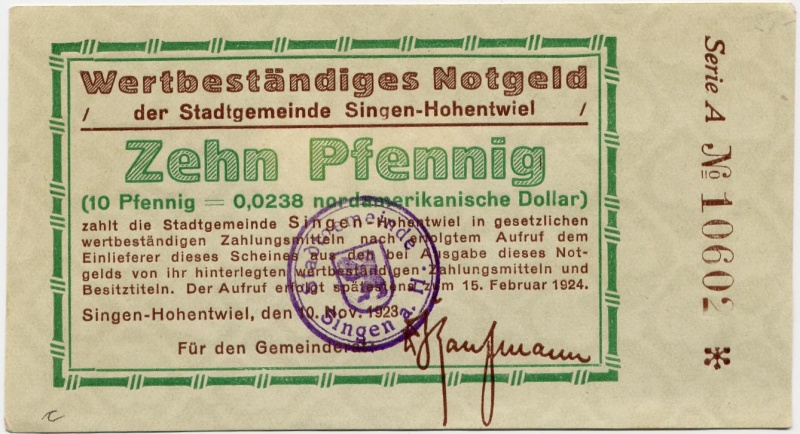 Wertbeständiges Notgeld
/ der Stadtgemeinde Singen-Hohentwiel /
Zehn Pfennig
(10 Pfennig = 0,0238 nordamerikanische Dollar)
zahlt die Stadtgemeinde Singen-Hohentwiel in gesetzlichen
wertbeständigen Zahlungsmitteln nach erfolgtem Aufruf dem
Einlieferer dieses Scheines aus den bei Ausgabe dieses Not-
gelds von ihr hinterlegten wertbeständigen Zahlungsmitteln und
Besitztiteln. Der Aufruf erfolgt spätestens zum 15. Februar 1924.
Singen-Hohentwiel, den 10. Nov. 1923
Für den Gemeinderat
Kaufmann
Stadtgemeinde
Singen a. H.
Serie A No 10602 *